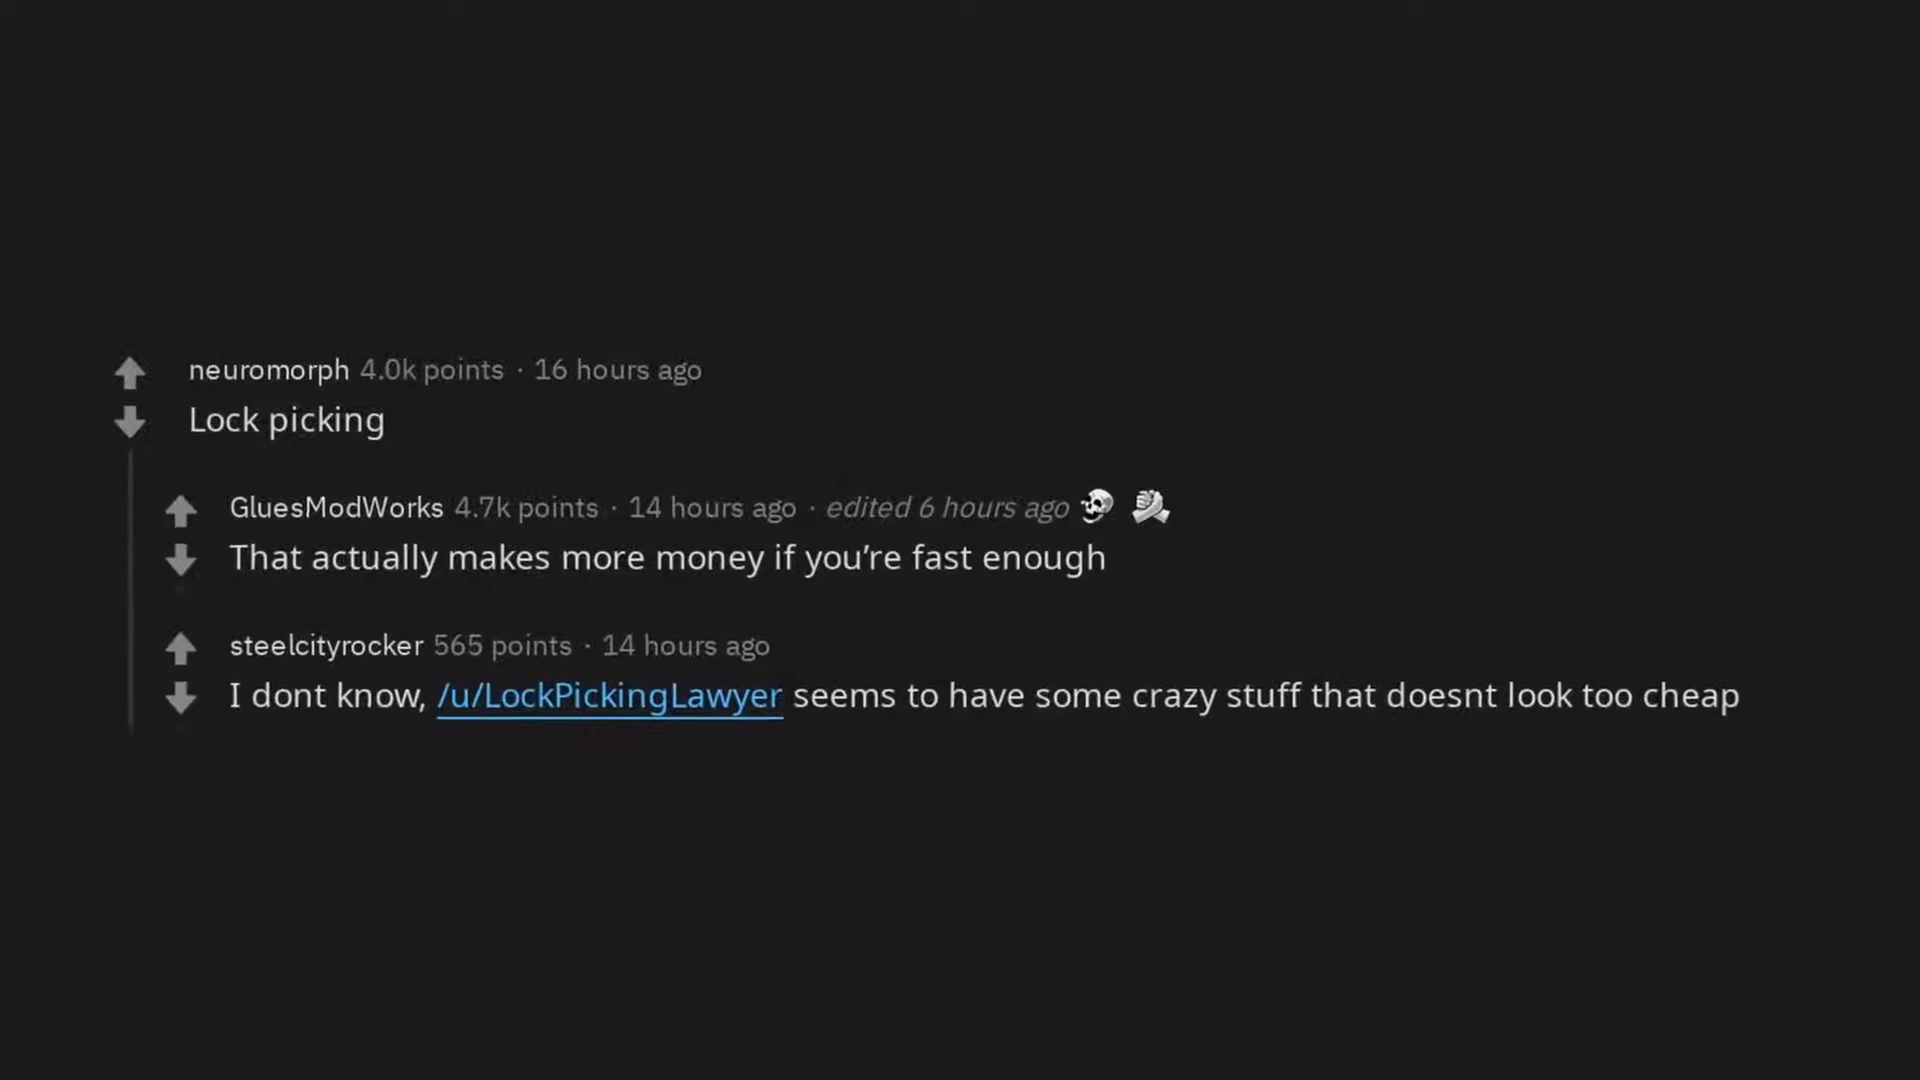 neuromorph 4.0k points · 16 hours ago
Lock picking
GluesModWorks 4.7k points · 14 hours ago · edited 6 hours ago
That actually makes more money if you’re fast enough
steelcityrocker 565 points · 14 hours ago
I dont know, /u/LockPickingLawyer seems to have some crazy stuff that doesnt look too cheap